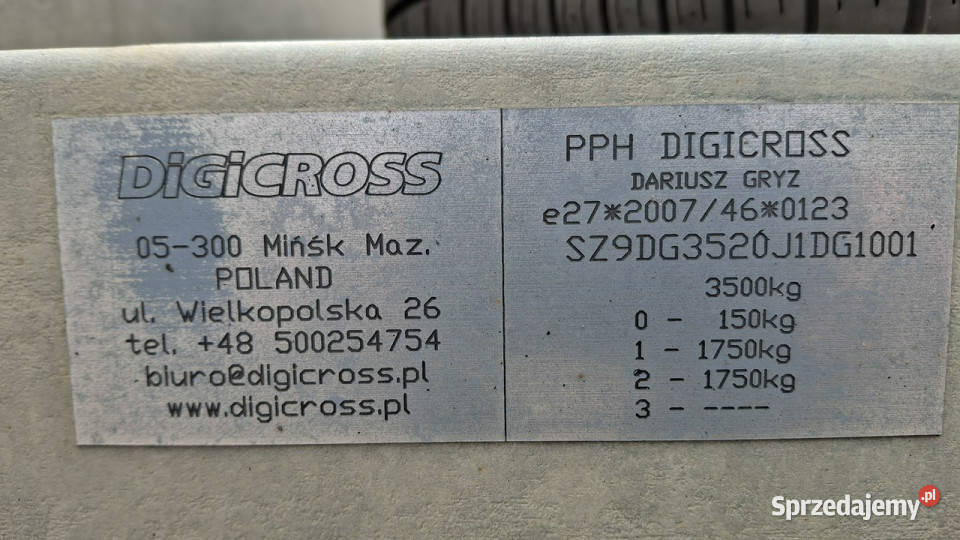 DiGiCROSS
05-300 Mińsk Maz.
POLAND
ul. Wielkopolska 26
tel. +48 500254754
biuro@digicross.pl
www.digicross.pl
PPH DIGICROSS
DARIUSZ GRYZ
e27*2007/46*0123
SZ9DG3520J1DG1001
3500kg
0 - 150kg
1 - 1750kg
2 - 1750kg
3 - ----
Sprzedajemy.pl